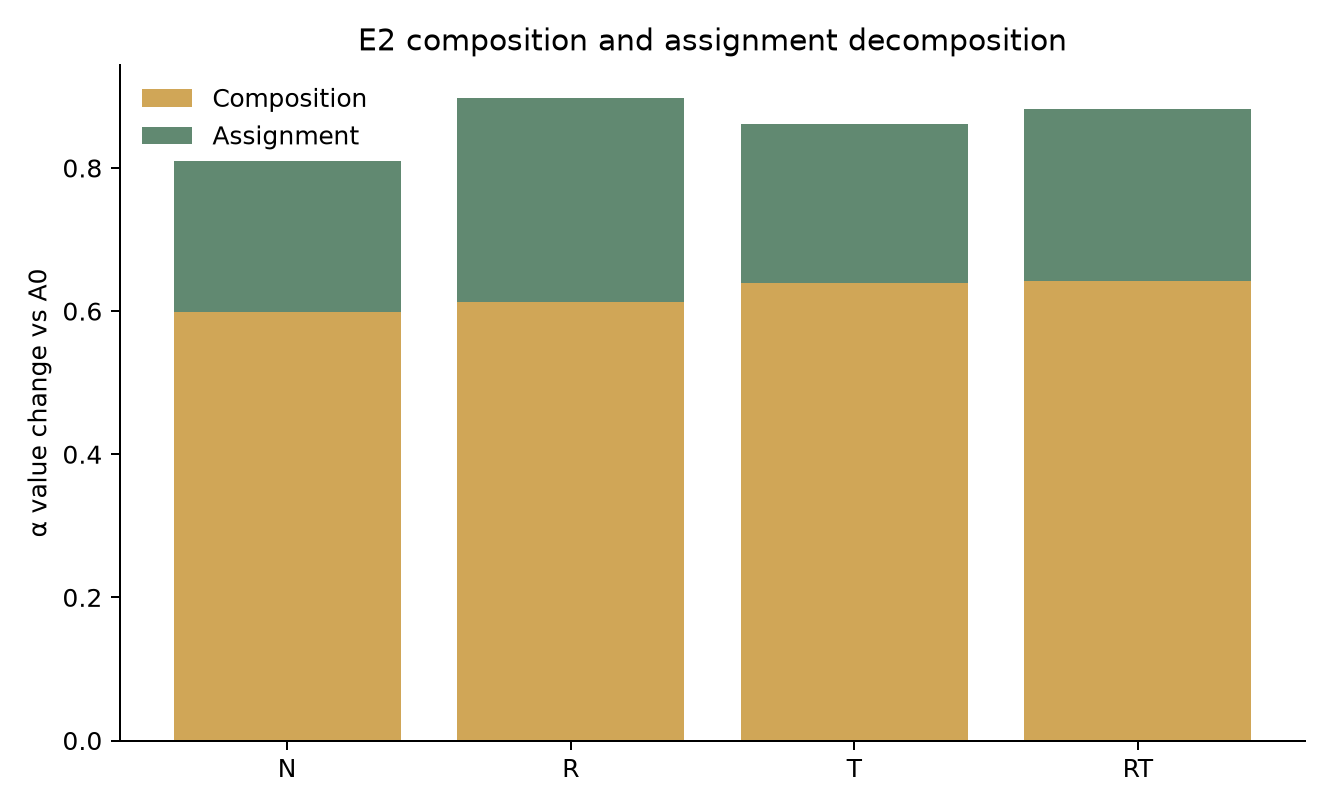 E2 composition and assignment decomposition
Composition
Assignment
α value change vs A0
0.8
0.6
0.4
0.2
0.0
N
R
T
RT